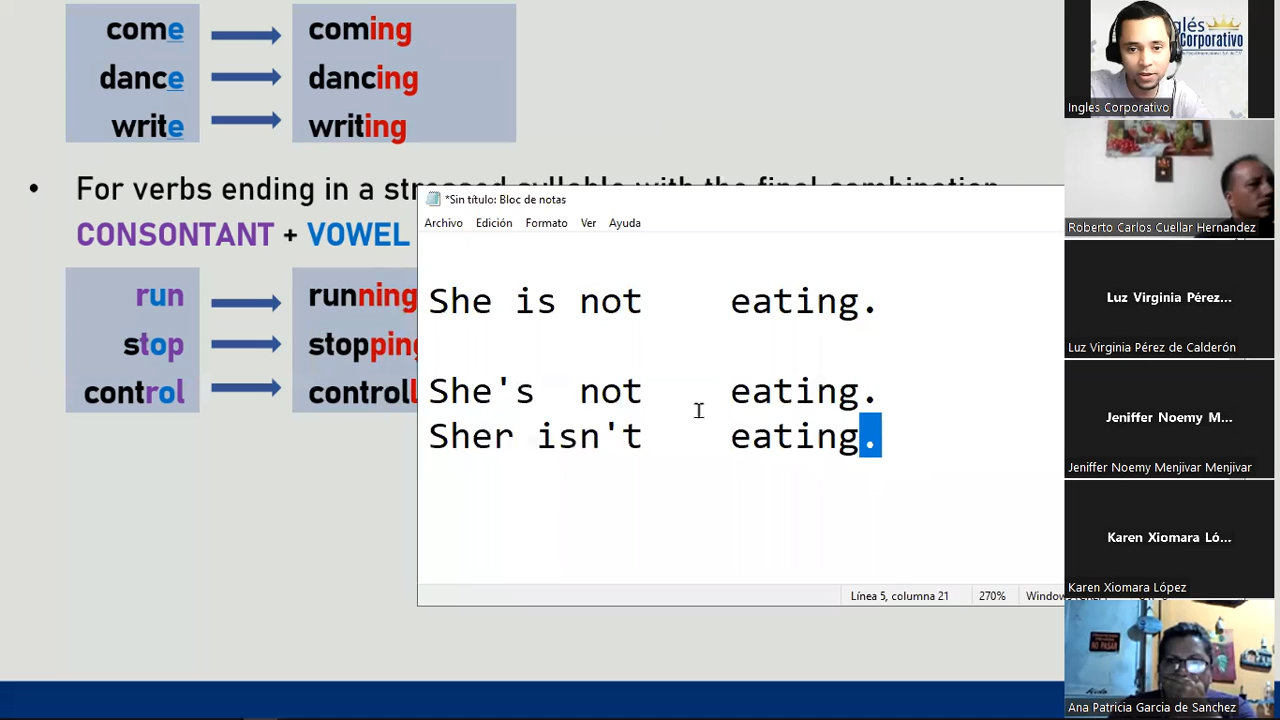 come coming
dance dancing
write writing
• For verbs ending in a stressed syllable with the final combination
CONSONTANT + VOWEL
run running
stop stopping
control controll
*Sin título: Bloc de notas
Archivo Edición Formato Ver Ayuda
She is not eating.
She's not eating.
Sher isn't eating.
Línea 5, columna 21 270%
Inglés
Corporativo
Ingles Corporativo
Roberto Carlos Cuellar Hernandez
Luz Virginia Pérez...
Luz Virginia Pérez de Calderón
Jeniffer Noemy M...
Jeniffer Noemy Menjivar Menjivar
Karen Xiomara Ló...
Karen Xiomara López
NO PASAR
Ana Patricia Garcia de Sanchez